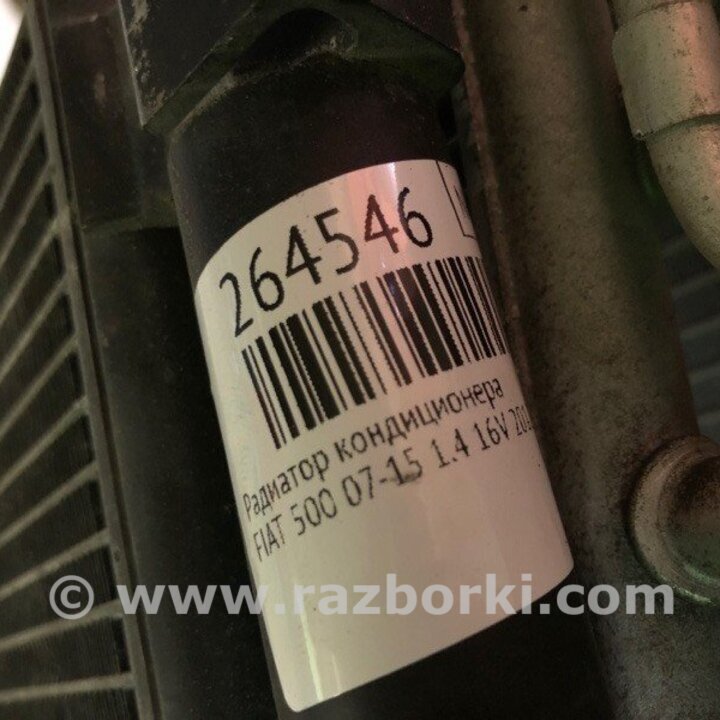 264546
Радиатор кондиционера
FIAT 500 07-15 1.4 16V
© www.razborki.com